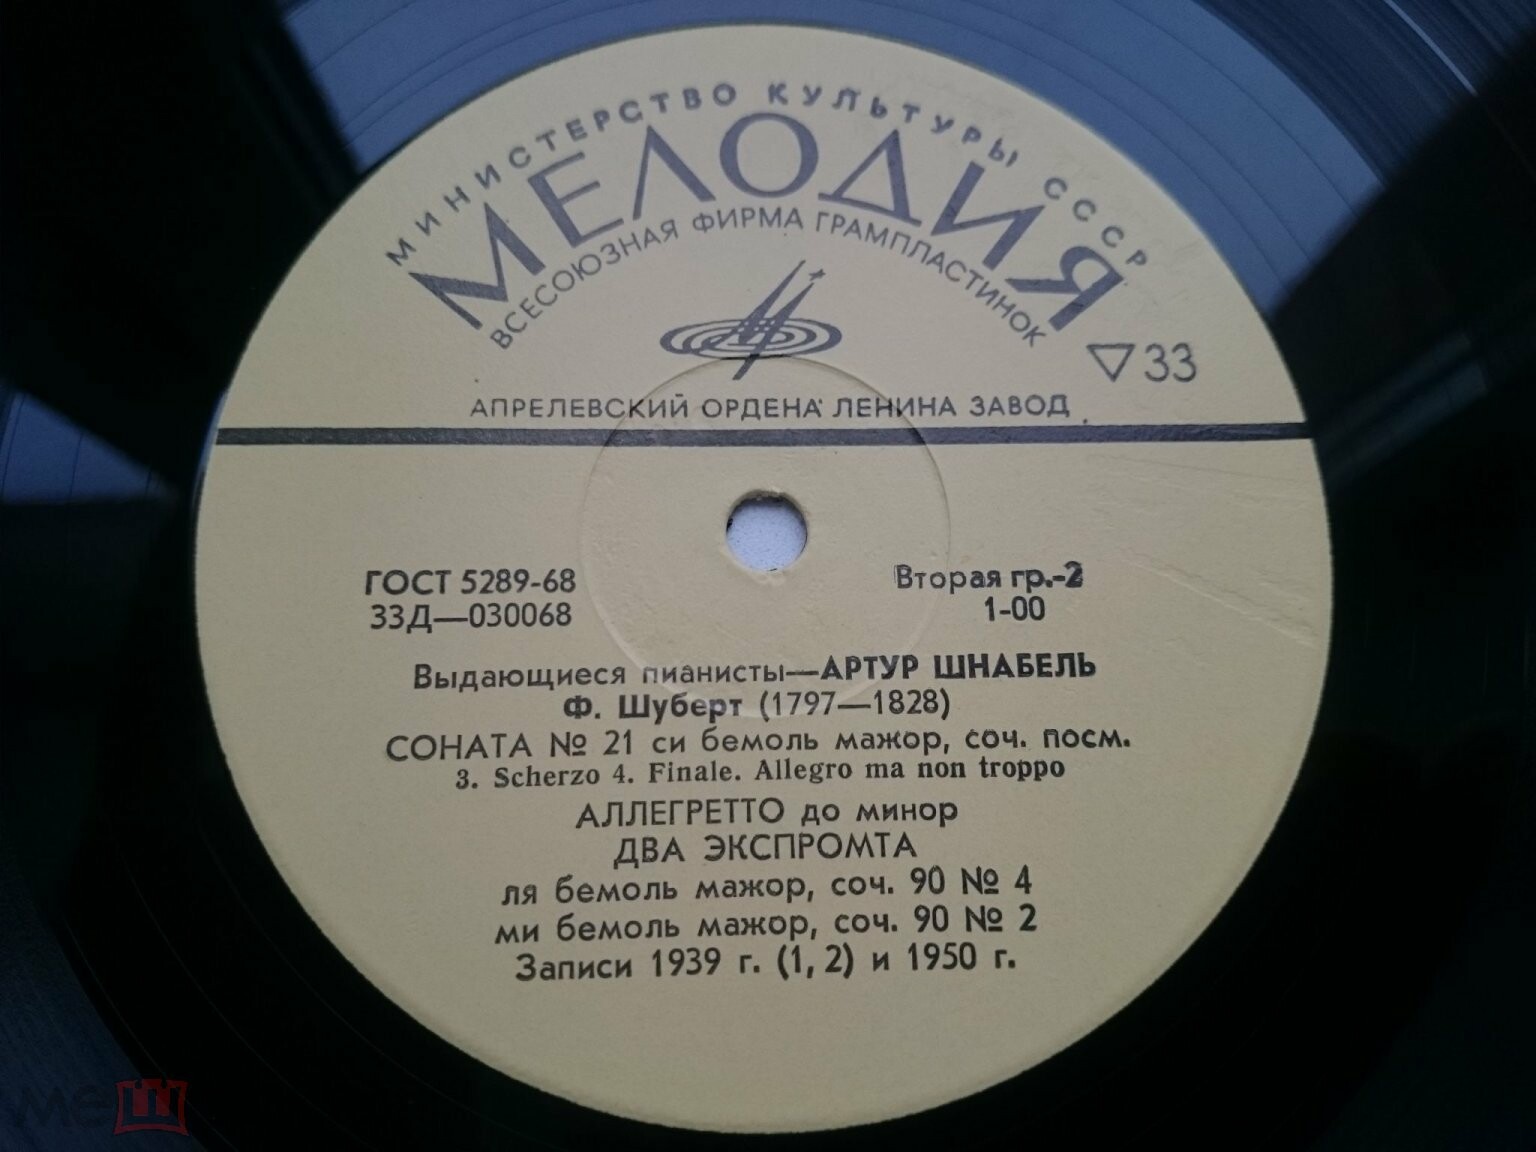 МИНИСТЕРСТВО КУЛЬТУРЫ СССР
МЕЛОДИЯ
ВСЕСОЮЗНАЯ ФИРМА ГРАМПЛАСТИНОК
▽33
АПРЕЛЕВСКИЙ ОРДЕНА ЛЕНИНА ЗАВОД
ГОСТ 5289-68
Вторая гр.-2
33Д—030068
1-00
Выдающиеся пианисты—АРТУР ШНАБЕЛЬ
Ф. Шуберт (1797—1828)
СОНАТА № 21 си бемоль мажор, соч. посм.
3. Scherzo 4. Finale. Allegro ma non troppo
АЛЛЕГРЕТТО до минор
ДВА ЭКСПРОМТА
ля бемоль мажор, соч. 90 № 4
ми бемоль мажор, соч. 90 № 2
Записи 1939 г. (1, 2) и 1950 г.
меш